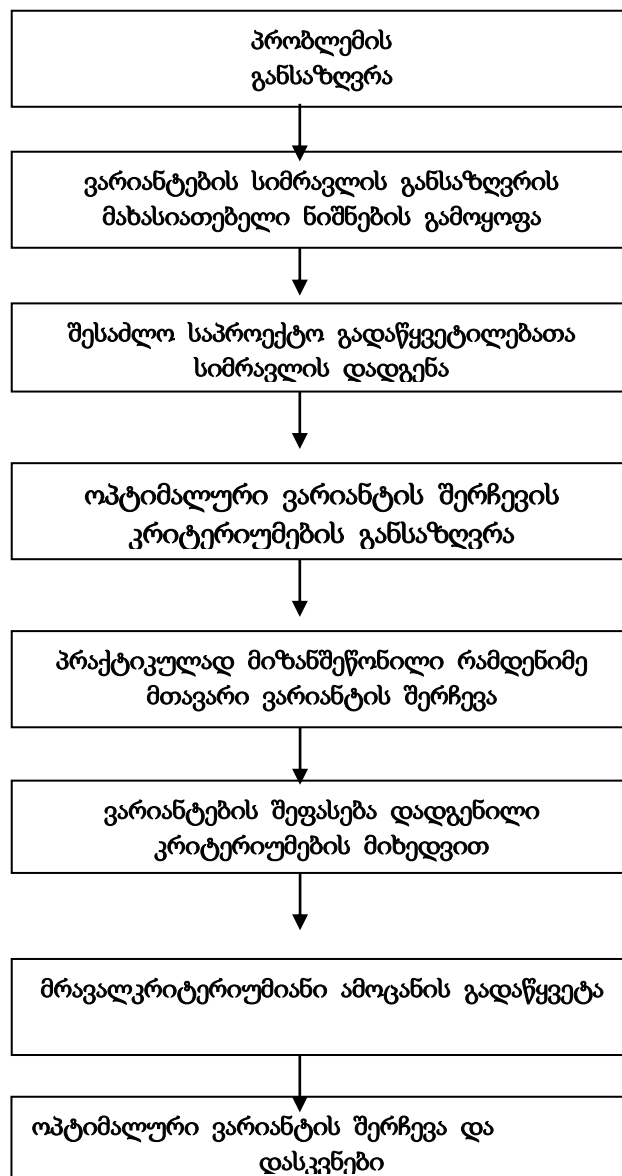 პრობლემის
განსაზღვრა
ვარიანტების სიმრავლის განსაზღვრის
მახასიათებელი ნიშნების გამოყოფა
შესაძლო საპროექტო გადაწყვეტილებათა
სიმრავლის დადგენა
ოპტიმალური ვარიანტის შერჩევის
კრიტერიუმების განსაზღვრა
პრაქტიკულად მიზანშეწონილი რამდენიმე
მთავარი ვარიანტის შერჩევა
ვარიანტების შეფასება დადგენილი
კრიტერიუმების მიხედვით
მრავალკრიტერიუმიანი ამოცანის გადაწყვეტა
ოპტიმალური ვარიანტის შერჩევა და
დასკვნები